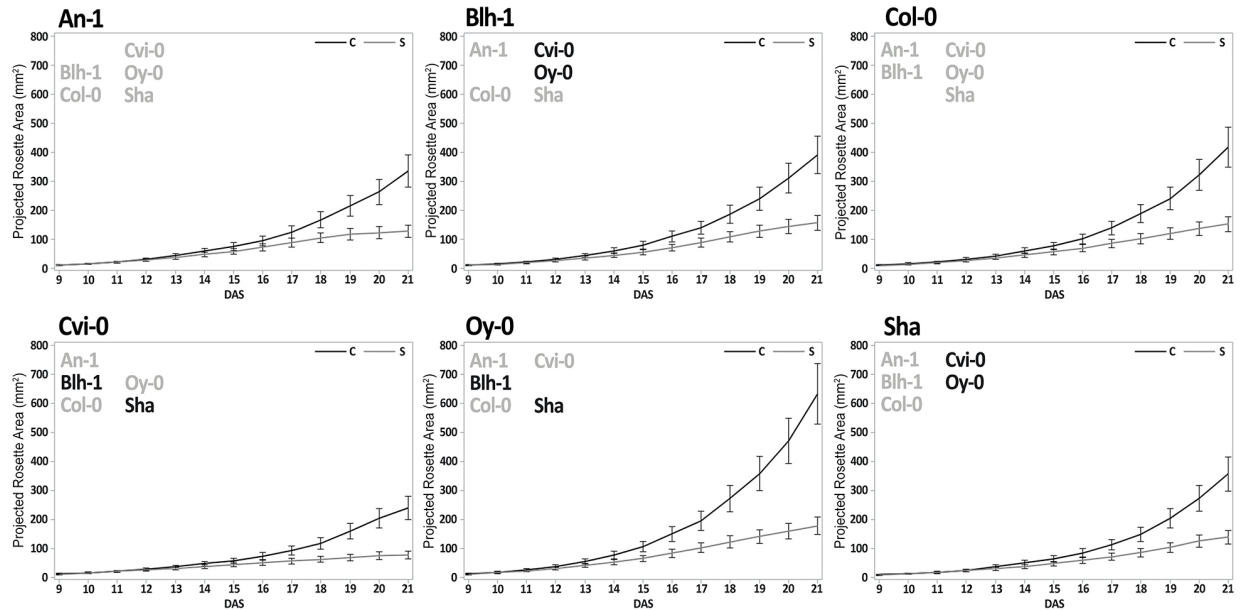 An-1
Projected Rosette Area (mm²)
800
700
600
500
400
300
200
100
0
Cvi-0
Blh-1 Oy-0
Col-0 Sha
C S
9 10 11 12 13 14 15 16 17 18 19 20 21
DAS
Blh-1
Projected Rosette Area (mm²)
800
700
600
500
400
300
200
100
0
An-1 Cvi-0
Oy-0
Col-0 Sha
C S
9 10 11 12 13 14 15 16 17 18 19 20 21
DAS
Col-0
Projected Rosette Area (mm²)
800
700
600
500
400
300
200
100
0
An-1 Cvi-0
Blh-1 Oy-0
Sha
C S
9 10 11 12 13 14 15 16 17 18 19 20 21
DAS
Cvi-0
Projected Rosette Area (mm²)
800
700
600
500
400
300
200
100
0
An-1
Blh-1 Oy-0
Col-0 Sha
C S
9 10 11 12 13 14 15 16 17 18 19 20 21
DAS
Oy-0
Projected Rosette Area (mm²)
800
700
600
500
400
300
200
100
0
An-1 Cvi-0
Blh-1
Col-0 Sha
C S
9 10 11 12 13 14 15 16 17 18 19 20 21
DAS
Sha
Projected Rosette Area (mm²)
800
700
600
500
400
300
200
100
0
An-1 Cvi-0
Blh-1 Oy-0
Col-0
C S
9 10 11 12 13 14 15 16 17 18 19 20 21
DAS